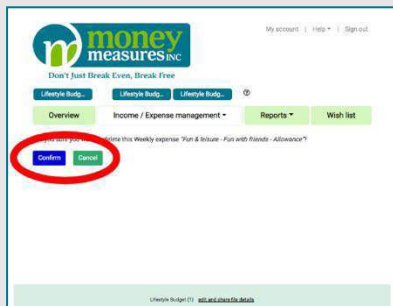 My account | Help | Sign out
money
measures INC
Don't Just Break Even, Break Free
Lifestyle Budg... Lifestyle Budg... Lifestyle Budg...
Overview Income / Expense management Reports Wish list
sure you delete this Weekly expense "Fun & leisure - Fun with friends - Allowance"?
Confirm Cancel
Lifestyle Budget (1) edit and share file details